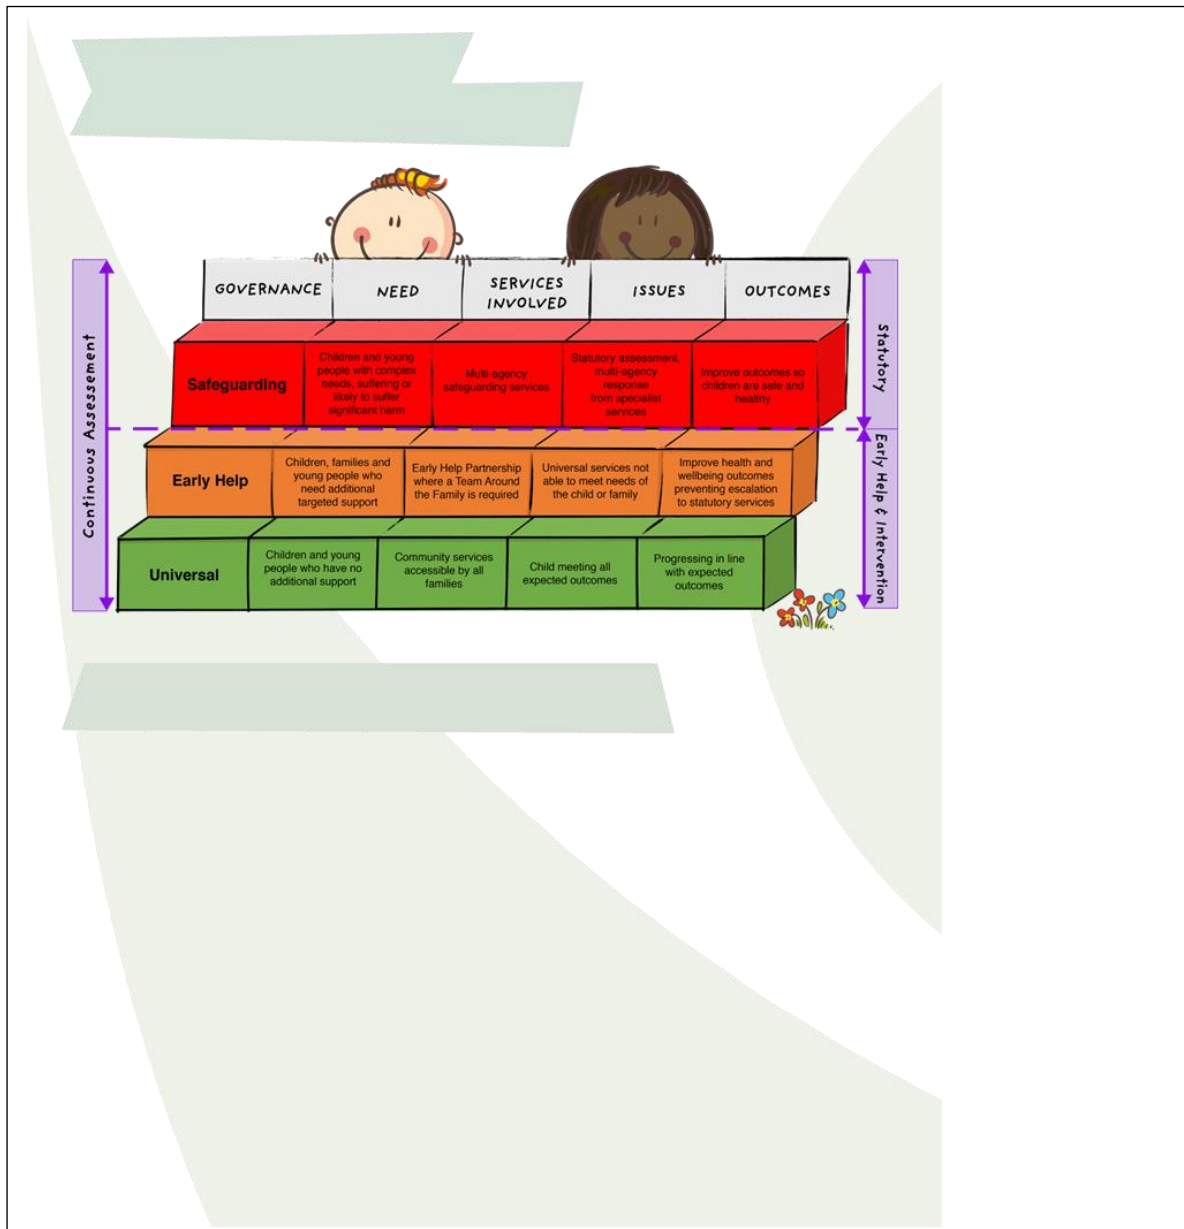 GOVERNANCE
NEED
SERVICES
INVOLVED
ISSUES
OUTCOMES
Safeguarding
Children and young
people with complex
needs, suffering or
likely to suffer
significant harm
Multi-agency
safeguarding services
Statutory assessment,
multi-agency
response
from specialist
services
Improve outcomes so
children are safe and
healthy
Early Help
Children, families and
young people who
need additional
targeted support
Early Help Partnership
where a Team Around
the Family is required
Universal services not
able to meet needs of
the child or family
Improve health and
wellbeing outcomes
preventing escalation
to statutory services
Universal
Children and young
people who have no
additional support
Community services
accessible by all
families
Child meeting all
expected outcomes
Progressing in line
with expected
outcomes
Continuous Assessment
Statutory
Early Help & Intervention